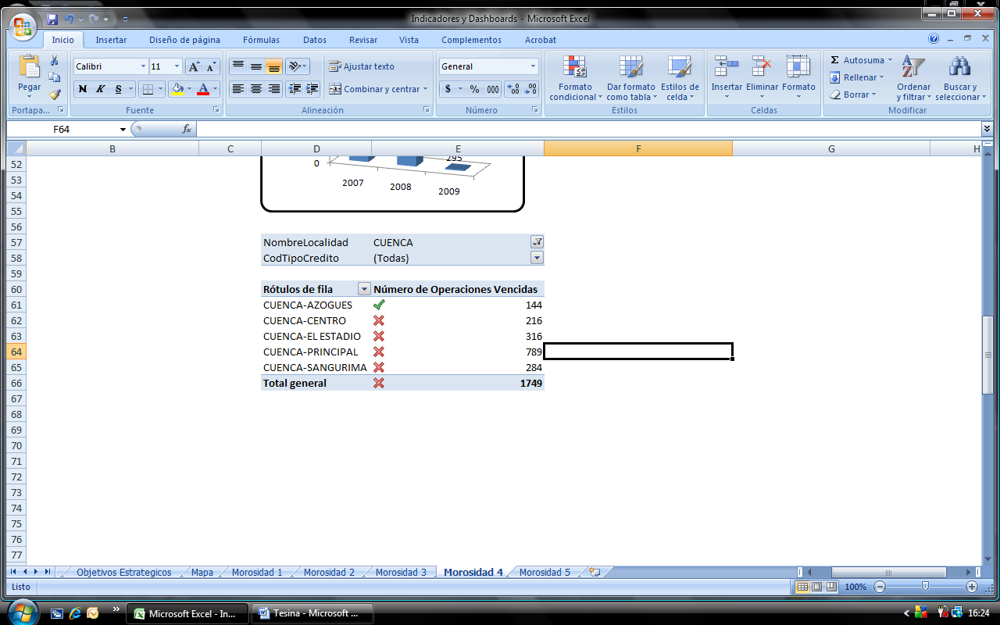 Indicadores y Dashboards - Microsoft Excel
Inicio Insertar Diseño de página Fórmulas Datos Revisar Vista Complementos Acrobat
Pegar
Calibri 11
N K S
Ajustar texto
Combinar y centrar
General
$ % 000
Formato condicional
Dar formato como tabla
Estilos de celda
Insertar Eliminar Formato
Autosuma
Rellenar
Borrar
Ordenar y filtrar
Buscar y seleccionar
Portapa... Fuente Alineación Número Estilos Celdas Modificar
F64 fx
B C D E F G H
52 0 295
53 2007 2008 2009
54
55
56
57 NombreLocalidad CUENCA
58 CodTipoCredito (Todas)
59
60 Rótulos de fila Número de Operaciones Vencidas
61 CUENCA-AZOGUES 144
62 CUENCA-CENTRO 216
63 CUENCA-EL ESTADIO 316
64 CUENCA-PRINCIPAL 789
65 CUENCA-SANGURIMA 284
66 Total general 1749
67
68
69
70
71
72
73
74
75
76
77
Objetivos Estrategicos Mapa Morosidad 1 Morosidad 2 Morosidad 3 Morosidad 4 Morosidad 5
Listo 100%
Microsoft Excel - In... Tesina - Microsoft ... 16:24